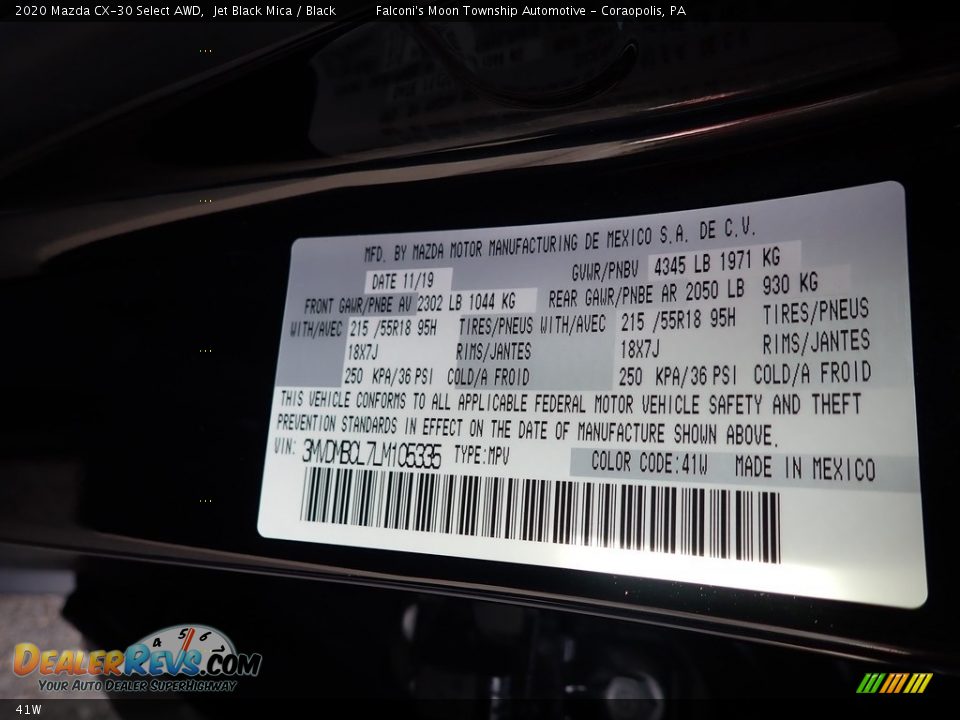 2020 Mazda CX-30 Select AWD, Jet Black Mica / Black Falconi's Moon Township Automotive - Coraopolis, PA
MFD. BY MAZDA MOTOR MANUFACTURING DE MEXICO S.A. DE C.V.
DATE 11/19 GVWR/PNBV 4345 LB 1971 KG
FRONT GAWR/PNBE AV 2302 LB 1044 KG REAR GAWR/PNBE AR 2050 LB 930 KG
WITH/AVEC 215 /55R18 95H TIRES/PNEUS WITH/AVEC 215 /55R18 95H TIRES/PNEUS
18X7J RIMS/JANTES 18X7J RIMS/JANTES
250 KPA/36 PSI COLD/A FROID 250 KPA/36 PSI COLD/A FROID
THIS VEHICLE CONFORMS TO ALL APPLICABLE FEDERAL MOTOR VEHICLE SAFETY AND THEFT
PREVENTION STANDARDS IN EFFECT ON THE DATE OF MANUFACTURE SHOWN ABOVE.
VIN: 3MVDMBCL7LM105335 TYPE:MPV COLOR CODE:41W MADE IN MEXICO
4 5 6
DEALERREVS.COM
YOUR AUTO DEALER SUPERHIGHWAY
41W